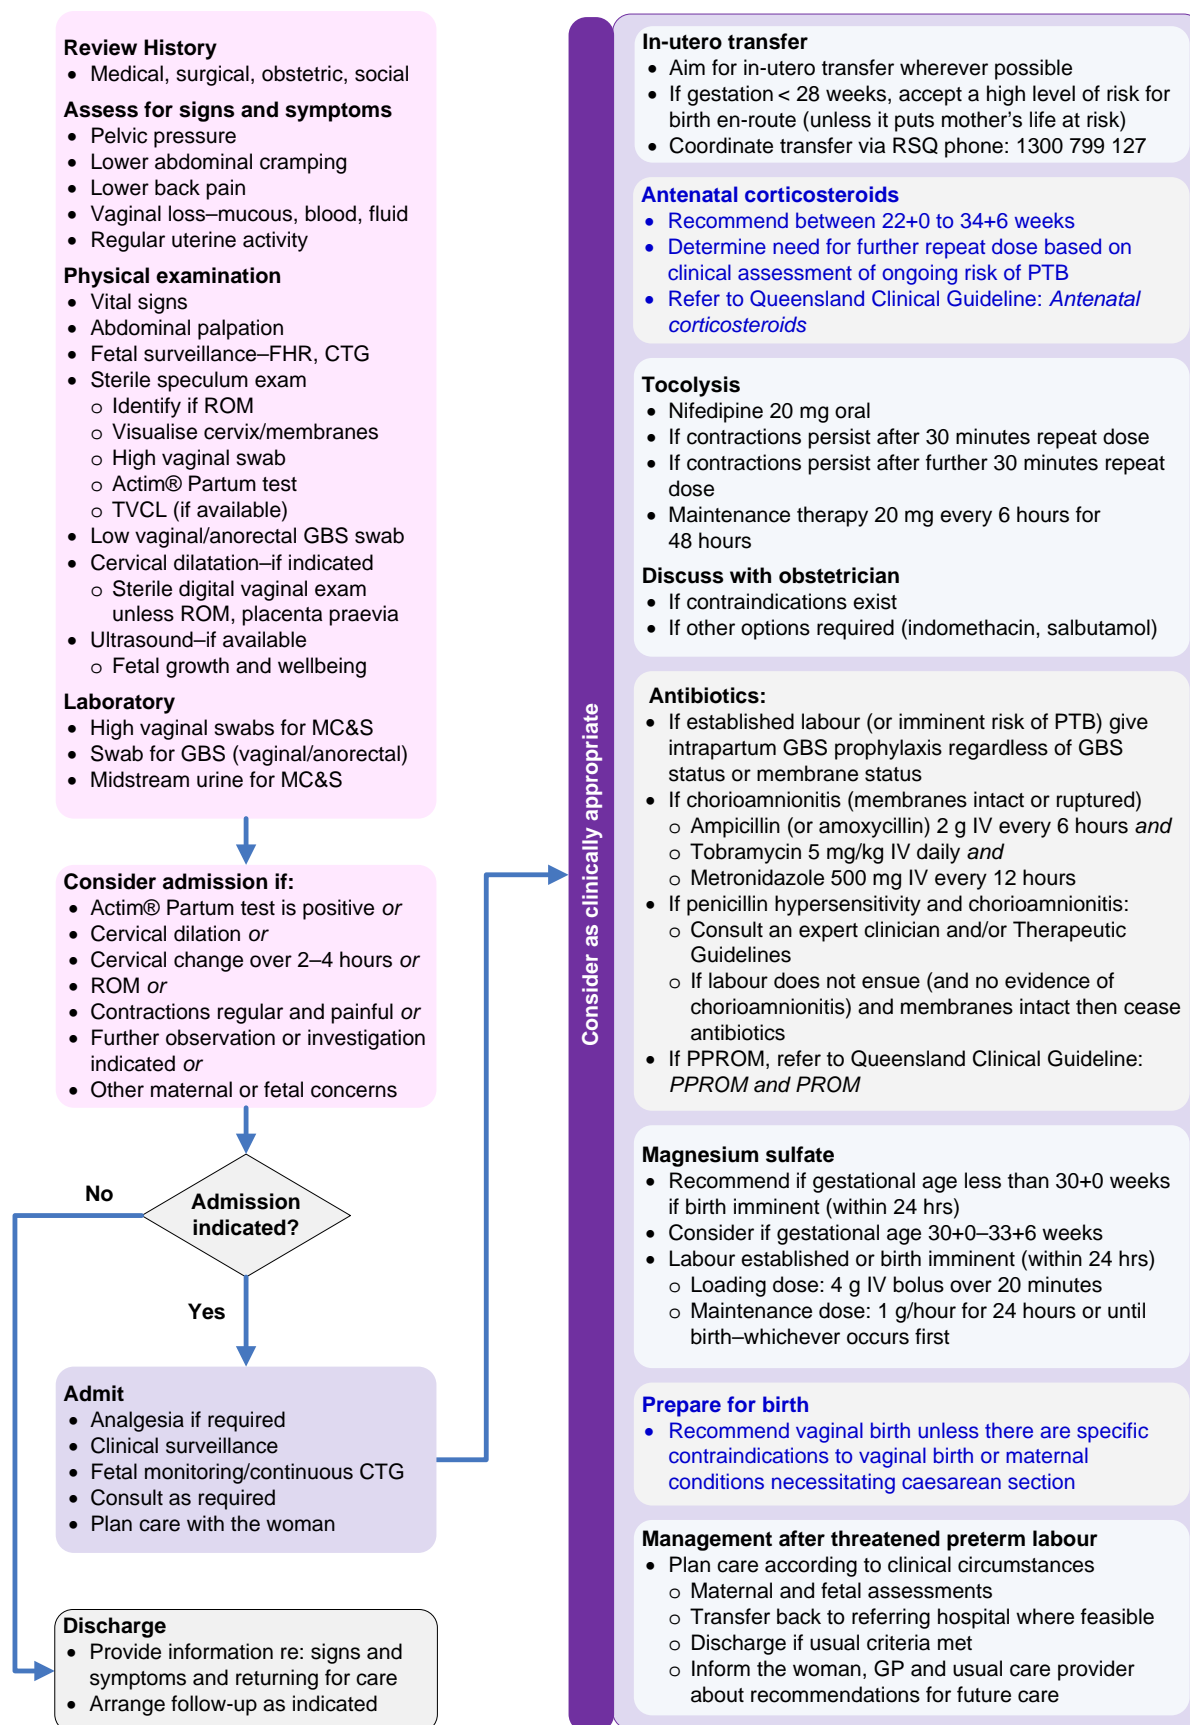 Review History
• Medical, surgical, obstetric, social
Assess for signs and symptoms
• Pelvic pressure
• Lower abdominal cramping
• Lower back pain
• Vaginal loss–mucous, blood, fluid
• Regular uterine activity
Physical examination
• Vital signs
• Abdominal palpation
• Fetal surveillance–FHR, CTG
• Sterile speculum exam
o Identify if ROM
o Visualise cervix/membranes
o High vaginal swab
o Actim® Partum test
o TVCL (if available)
• Low vaginal/anorectal GBS swab
• Cervical dilatation–if indicated
o Sterile digital vaginal exam
unless ROM, placenta praevia
• Ultrasound–if available
o Fetal growth and wellbeing
Laboratory
• High vaginal swabs for MC&S
• Swab for GBS (vaginal/anorectal)
• Midstream urine for MC&S
Consider admission if:
• Actim® Partum test is positive or
• Cervical dilation or
• Cervical change over 2–4 hours or
• ROM or
• Contractions regular and painful or
• Further observation or investigation
indicated or
• Other maternal or fetal concerns
No
Admission
indicated?
Yes
Admit
• Analgesia if required
• Clinical surveillance
• Fetal monitoring/continuous CTG
• Consult as required
• Plan care with the woman
Discharge
• Provide information re: signs and
symptoms and returning for care
• Arrange follow-up as indicated
Consider as clinically appropriate
In-utero transfer
• Aim for in-utero transfer wherever possible
• If gestation < 28 weeks, accept a high level of risk for
birth en-route (unless it puts mother's life at risk)
• Coordinate transfer via RSQ phone: 1300 799 127
Antenatal corticosteroids
• Recommend between 22+0 to 34+6 weeks
• Determine need for further repeat dose based on
clinical assessment of ongoing risk of PTB
• Refer to Queensland Clinical Guideline: Antenatal
corticosteroids
Tocolysis
• Nifedipine 20 mg oral
• If contractions persist after 30 minutes repeat dose
• If contractions persist after further 30 minutes repeat
dose
• Maintenance therapy 20 mg every 6 hours for
48 hours
Discuss with obstetrician
• If contraindications exist
• If other options required (indomethacin, salbutamol)
Antibiotics:
• If established labour (or imminent risk of PTB) give
intrapartum GBS prophylaxis regardless of GBS
status or membrane status
• If chorioamnionitis (membranes intact or ruptured)
o Ampicillin (or amoxycillin) 2 g IV every 6 hours and
o Tobramycin 5 mg/kg IV daily and
o Metronidazole 500 mg IV every 12 hours
• If penicillin hypersensitivity and chorioamnionitis:
o Consult an expert clinician and/or Therapeutic
Guidelines
o If labour does not ensue (and no evidence of
chorioamnionitis) and membranes intact then cease
antibiotics
• If PPROM, refer to Queensland Clinical Guideline:
PPROM and PROM
Magnesium sulfate
• Recommend if gestational age less than 30+0 weeks
if birth imminent (within 24 hrs)
• Consider if gestational age 30+0–33+6 weeks
• Labour established or birth imminent (within 24 hrs)
o Loading dose: 4 g IV bolus over 20 minutes
o Maintenance dose: 1 g/hour for 24 hours or until
birth–whichever occurs first
Prepare for birth
• Recommend vaginal birth unless there are specific
contraindications to vaginal birth or maternal
conditions necessitating caesarean section
Management after threatened preterm labour
• Plan care according to clinical circumstances
o Maternal and fetal assessments
o Transfer back to referring hospital where feasible
o Discharge if usual criteria met
o Inform the woman, GP and usual care provider
about recommendations for future care